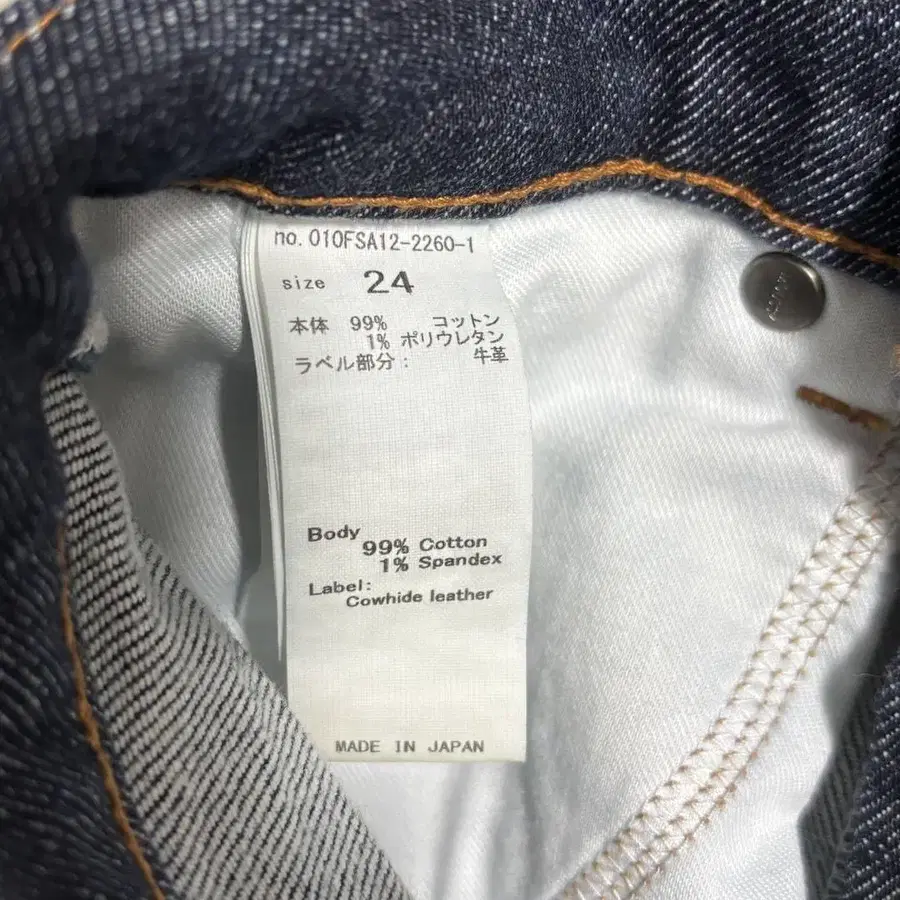 no. 010FSA12-2260-1
size 24
本体 99% コットン
1% ポリウレタン
ラベル部分: 牛革
Body
99% Cotton
1% Spandex
Label:
Cowhide leather
MADE IN JAPAN